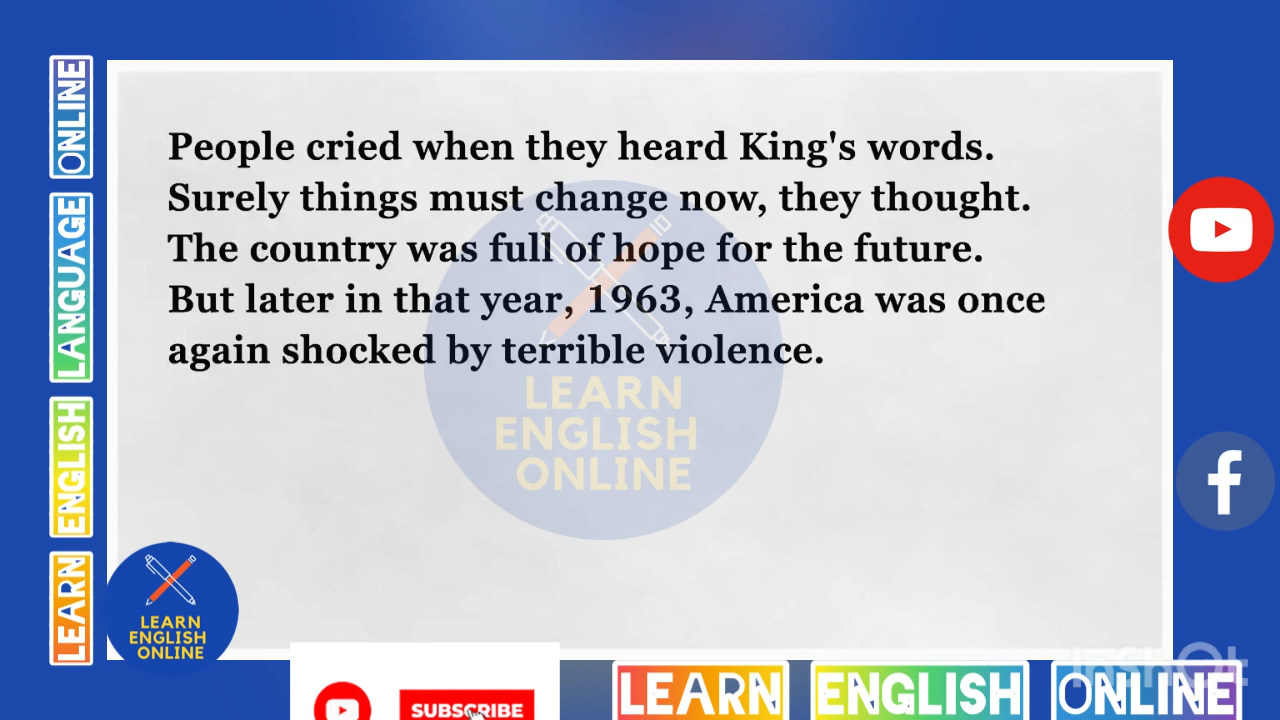 People cried when they heard King's words.
Surely things must change now, they thought.
The country was full of hope for the future.
But later in that year, 1963, America was once
again shocked by terrible violence.
LEARN
ENGLISH
ONLINE
LEARN ENGLISH LANGUAGE ONLINE
LEARN
ENGLISH
ONLINE
SUBSCRIBE
LEARN ENGLISH ONLINE
InShOt